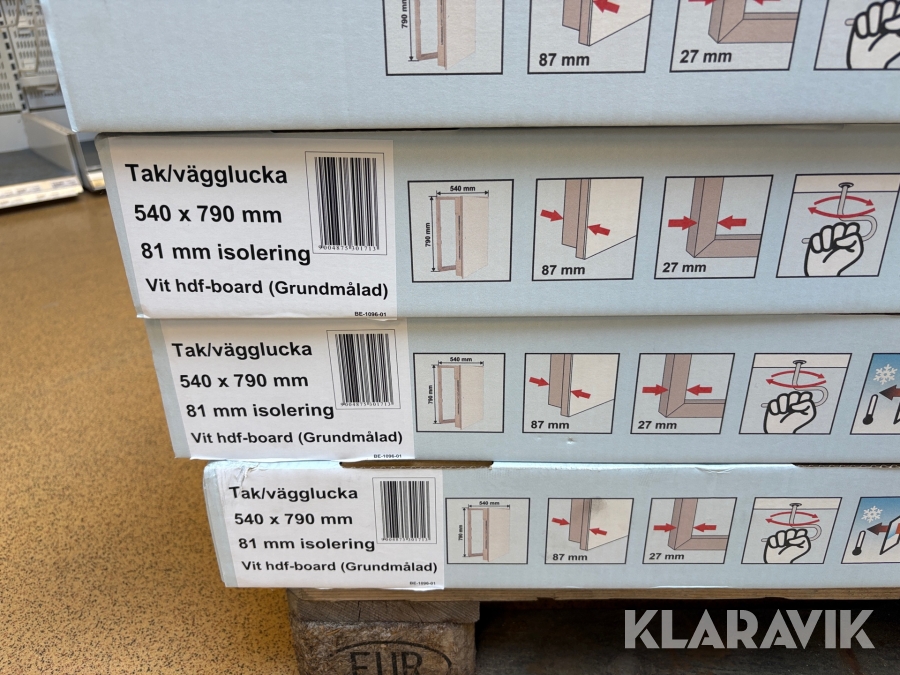 790 mm
87 mm
27 mm
Tak/vägglucka
540 x 790 mm
81 mm isolering
Vit hdf-board (Grundmålad)
9004875301713
BE-1096-01
540 mm
790 mm
87 mm
27 mm
Tak/vägglucka
540 x 790 mm
81 mm isolering
Vit hdf-board (Grundmålad)
9004875301713
BE-1096-01
540 mm
790 mm
87 mm
27 mm
Tak/vägglucka
540 x 790 mm
81 mm isolering
Vit hdf-board (Grundmålad)
9004875301713
BE-1096-01
540 mm
790 mm
87 mm
27 mm
EUR
KLARAVIK